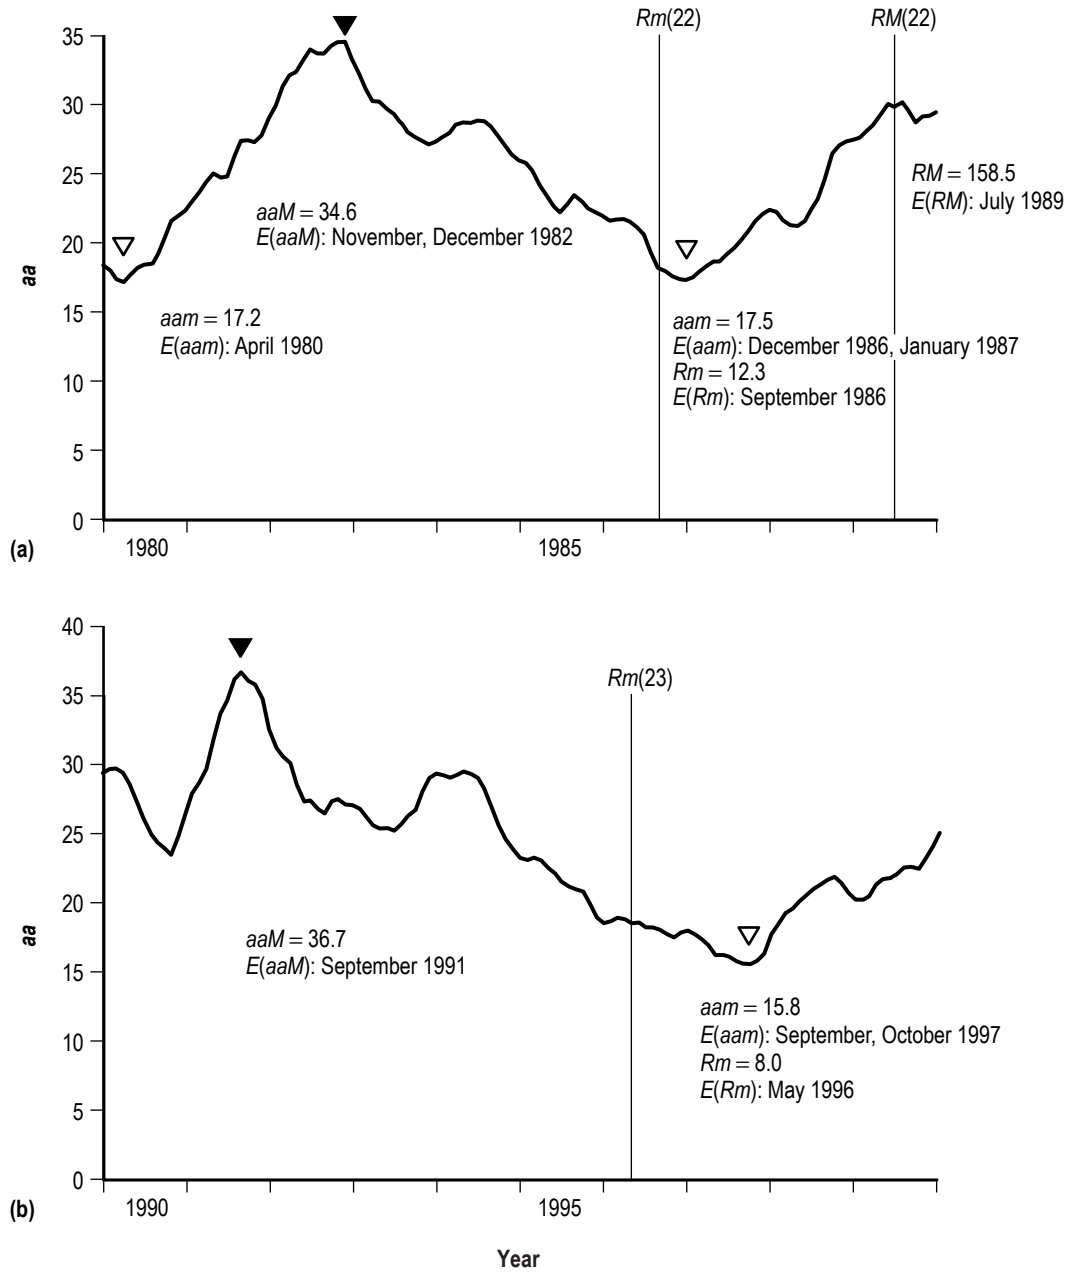 Rm(22)
RM(22)
35
30
25
20
15
10
5
0
aa
aaM = 34.6
E(aaM): November, December 1982
RM = 158.5
E(RM): July 1989
aam = 17.2
E(aam): April 1980
aam = 17.5
E(aam): December 1986, January 1987
Rm = 12.3
E(Rm): September 1986
(a)
1980
1985
40
35
30
25
20
15
10
5
0
aa
Rm(23)
aaM = 36.7
E(aaM): September 1991
aam = 15.8
E(aam): September, October 1997
Rm = 8.0
E(Rm): May 1996
(b)
1990
1995
Year